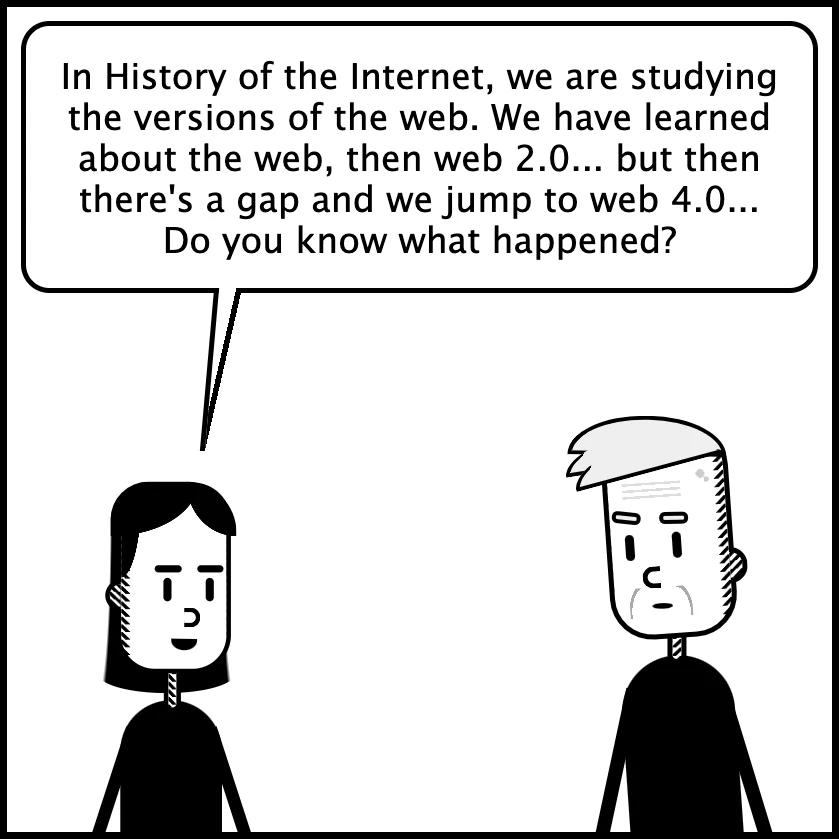 In History of the Internet, we are studying
the versions of the web. We have learned
about the web, then web 2.0... but then
there's a gap and we jump to web 4.0...
Do you know what happened?